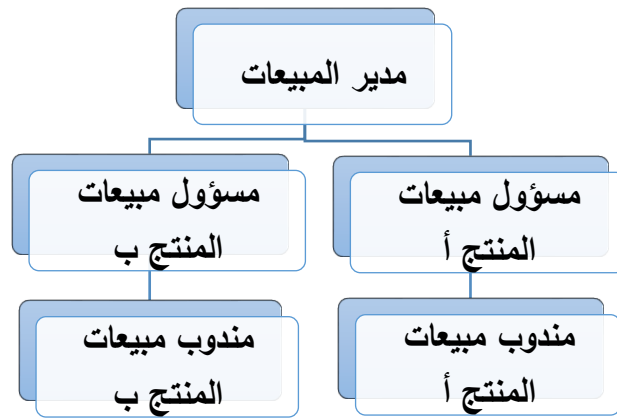 مدير المبيعات
مسؤول مبيعات
المنتج أ
مسؤول مبيعات
المنتج ب
مندوب مبيعات
المنتج أ
مندوب مبيعات
المنتج ب